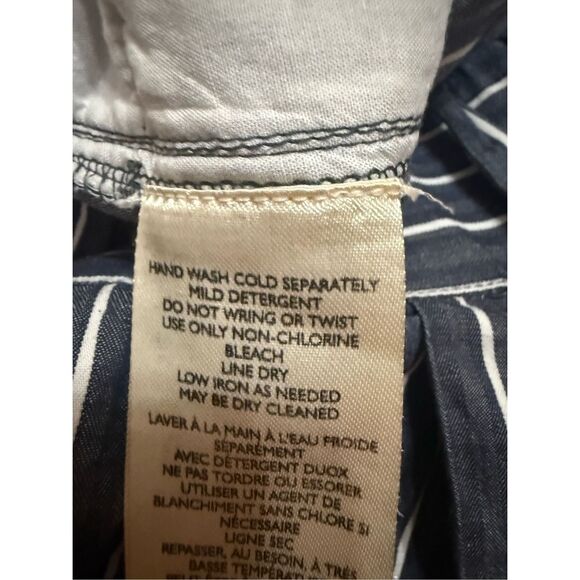 HAND WASH COLD SEPARATELY
MILD DETERGENT
DO NOT WRING OR TWIST
USE ONLY NON-CHLORINE
BLEACH
LINE DRY
LOW IRON AS NEEDED
MAY BE DRY CLEANED
LAVER À LA MAIN À L'EAU FROIDE
SÉPARÉMENT
AVEC DÉTERGENT DUOX
NE PAS TORDRE OU ESSORER
UTILISER UN AGENT DE
BLANCHIMENT SANS CHLORE SI
NÉCESSAIRE
LIGNE SEC
REPASSER, AU BESOIN, À TRÈS
BASSE